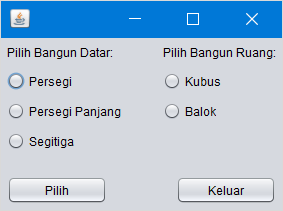 Pilih Bangun Datar:
Pilih Bangun Ruang:
Persegi
Kubus
Persegi Panjang
Balok
Segitiga
Pilih
Keluar